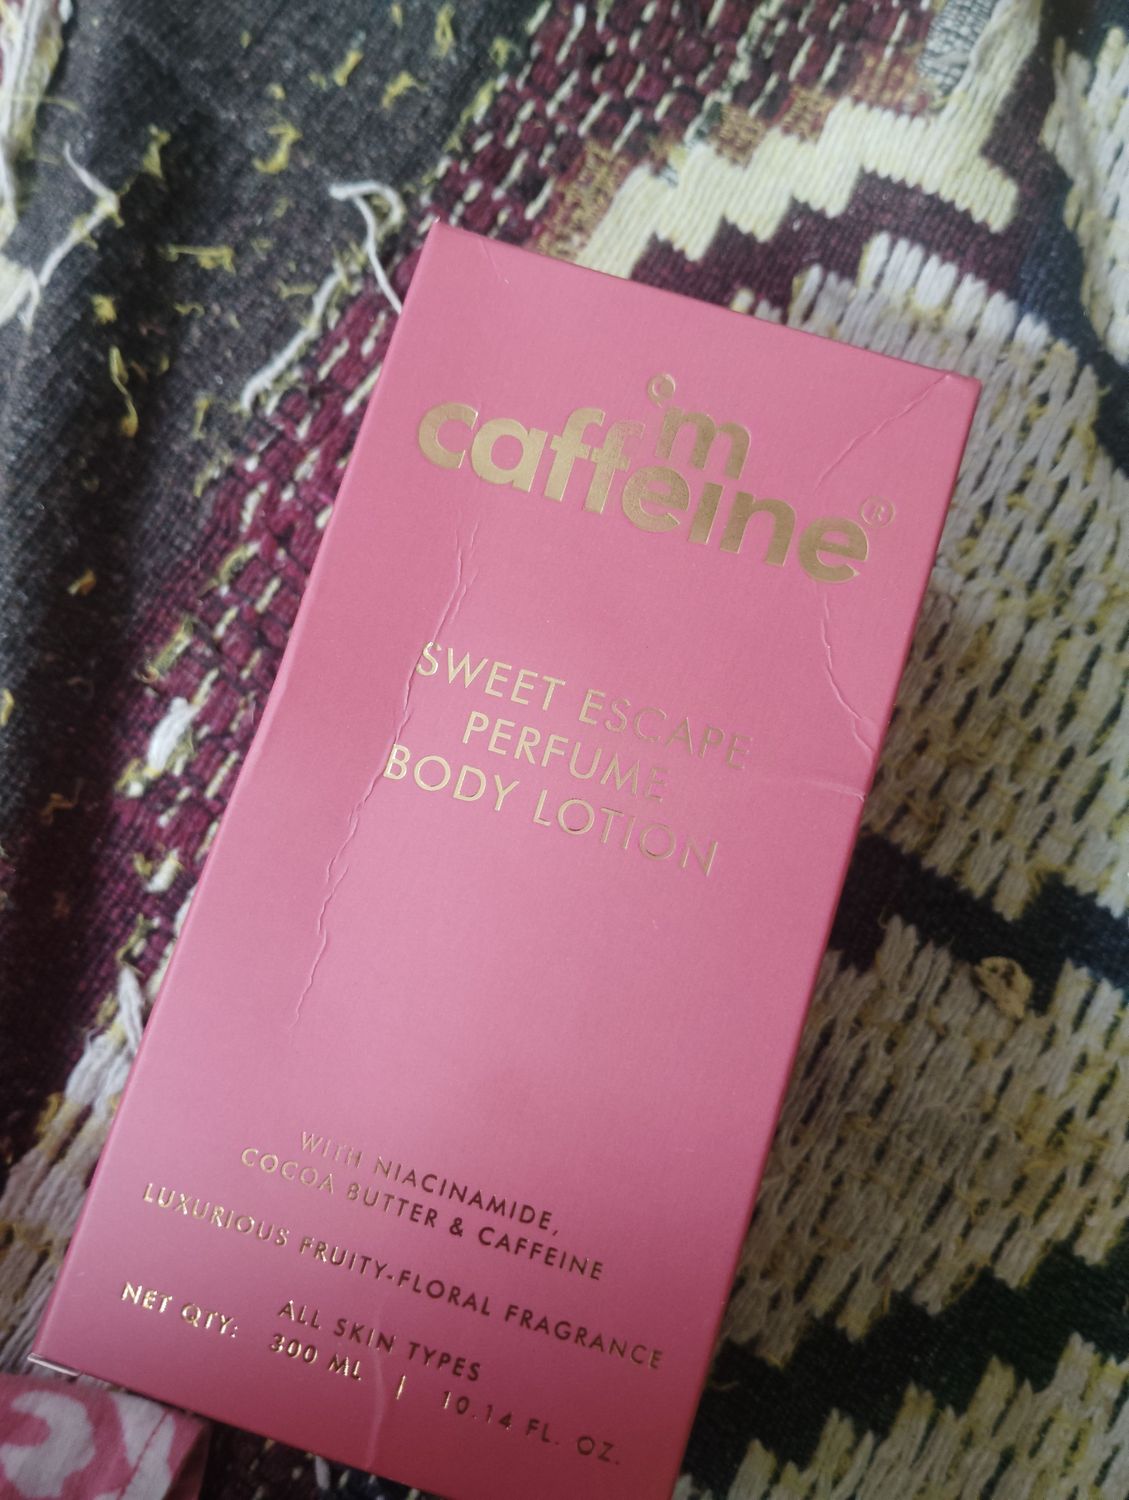 'm
caffeine®
SWEET ESCAPE
PERFUME
BODY LOTION
WITH NIACINAMIDE,
COCOA BUTTER & CAFFEINE
LUXURIOUS FRUITY-FLORAL FRAGRANCE
ALL SKIN TYPES
NET QTY: 300 ML | 10.14 FL. OZ.